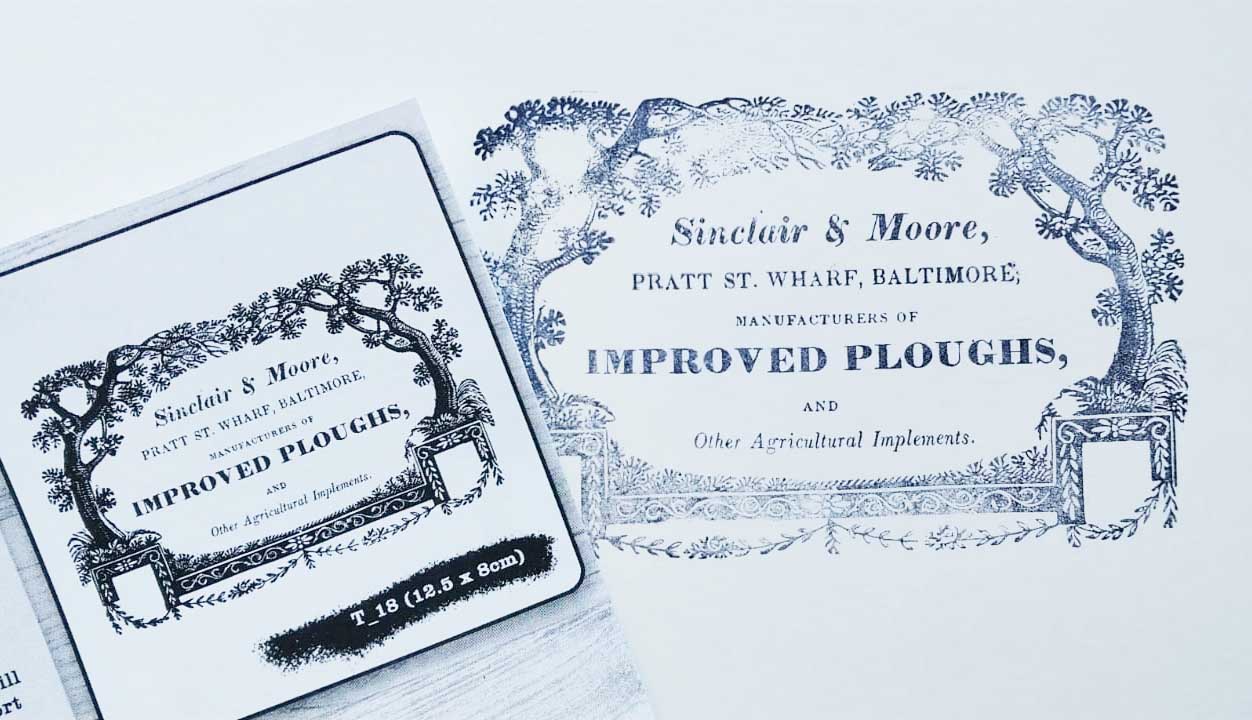 Sinclair & Moore,
PRATT ST. WHARF, BALTIMORE,
MANUFACTURERS OF
IMPROVED PLOUGHS,
AND
Other Agricultural Implements.
T_18 (12.5 x 8cm)
Sinclair & Moore,
PRATT ST. WHARF, BALTIMORE,
MANUFACTURERS OF
IMPROVED PLOUGHS,
AND
Other Agricultural Implements.